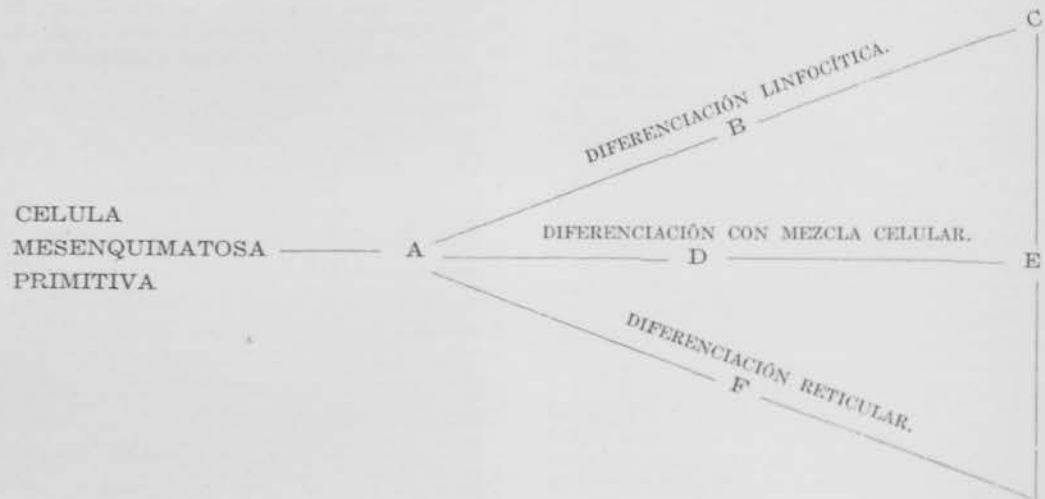 C
DIFERENCIACIÓN LINFOCÍTICA.
B
CELULA
MESENQUIMATOSA
PRIMITIVA
A
DIFERENCIACIÓN CON MEZCLA CELULAR.
D
E
DIFERENCIACIÓN RETICULAR.
F